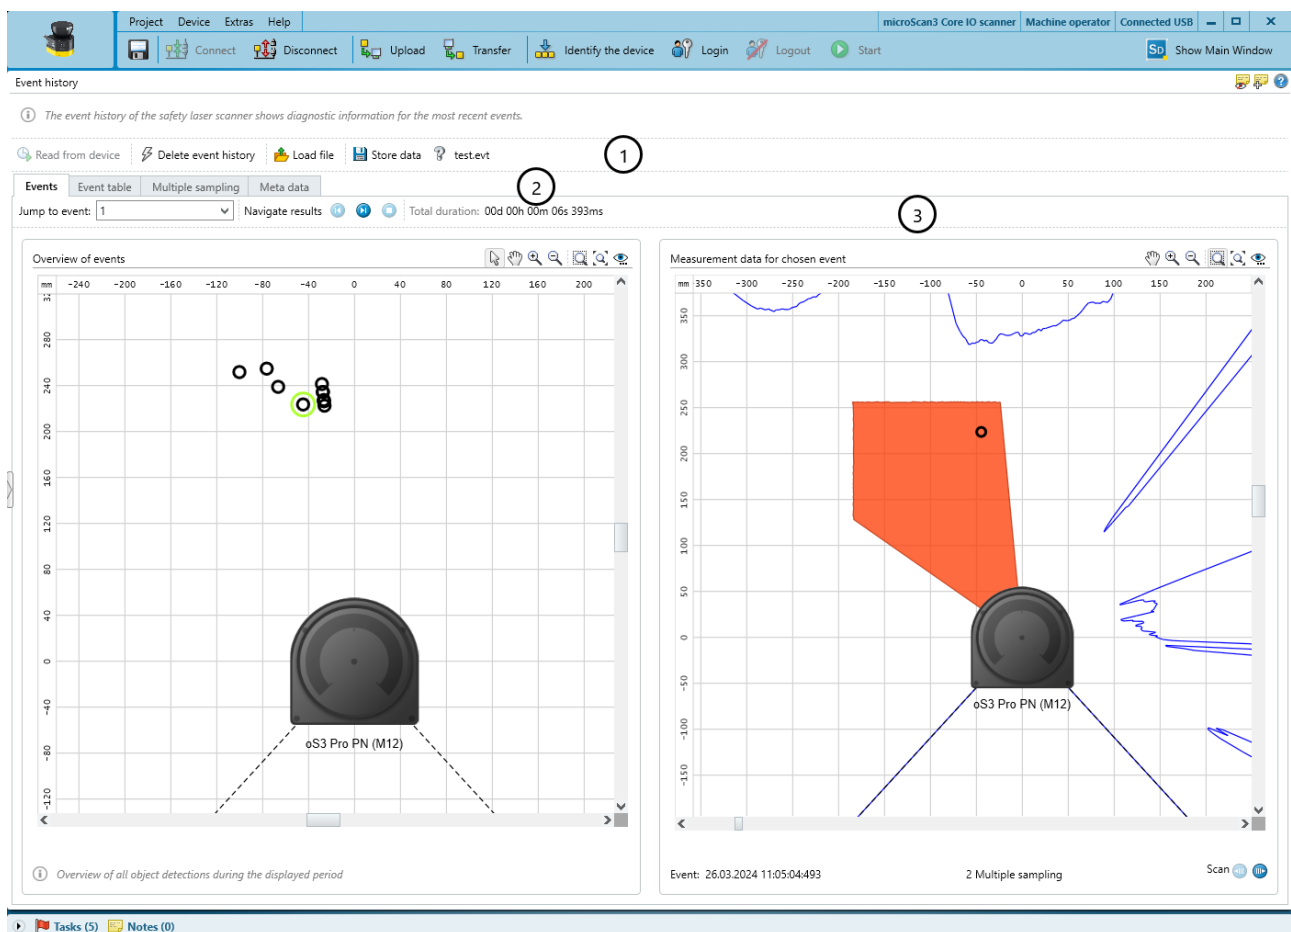 Project Device Extras Help microScan3 Core IO scanner Machine operator Connected USB
Connect Disconnect Upload Transfer Identify the device Login Logout Start SD Show Main Window
Event history
The event history of the safety laser scanner shows diagnostic information for the most recent events.
Read from device Delete event history Load file Store data test.evt 1
Events Event table Multiple sampling Meta data 2
Jump to event: 1 Navigate results Total duration: 00d 00h 00m 06s 393ms 3
Overview of events
mm -240 -200 -160 -120 -80 -40 0 40 80 120 160 200
280
240
200
160
120
80
40
0
-40
-80
-120
oS3 Pro PN (M12)
Overview of all object detections during the displayed period
Measurement data for chosen event
mm 350 -300 -250 -200 -150 -100 -50 0 50 100 150 200
350
300
250
200
150
100
50
0
-50
-100
-150
oS3 Pro PN (M12)
Event: 26.03.2024 11:05:04:493 2 Multiple sampling Scan
Tasks (5) Notes (0)